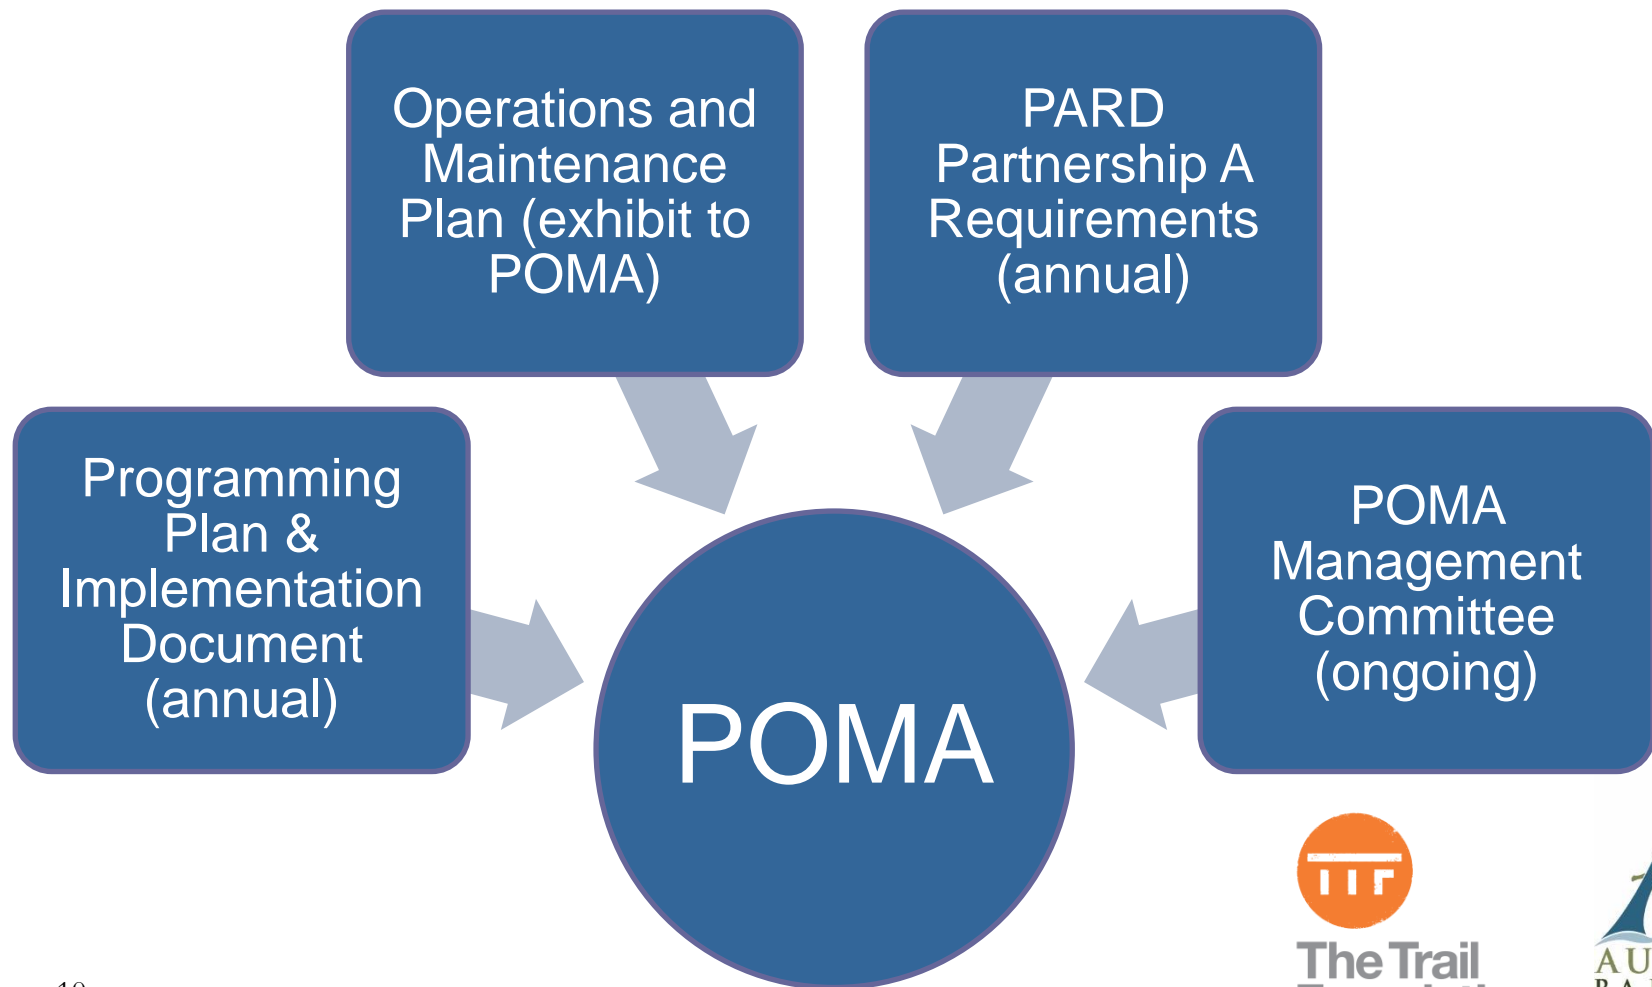 Operations and
Maintenance
Plan (exhibit to
POMA)
PARD
Partnership A
Requirements
(annual)
Programming
Plan &
Implementation
Document
(annual)
POMA
Management
Committee
(ongoing)
POMA
TTF
The Trail